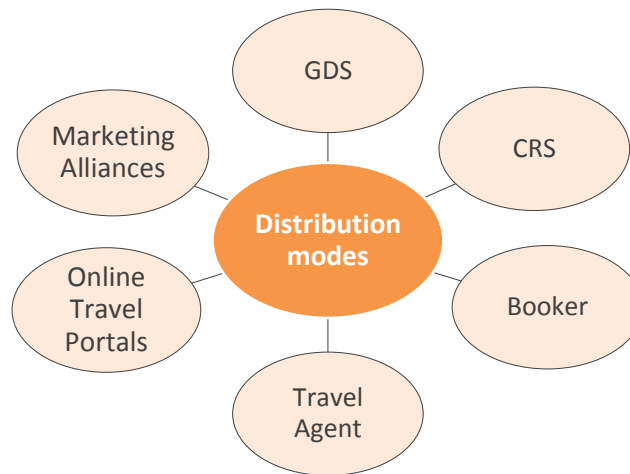 GDS
Marketing
Alliances
CRS
Distribution
modes
Online
Travel
Portals
Booker
Travel
Agent